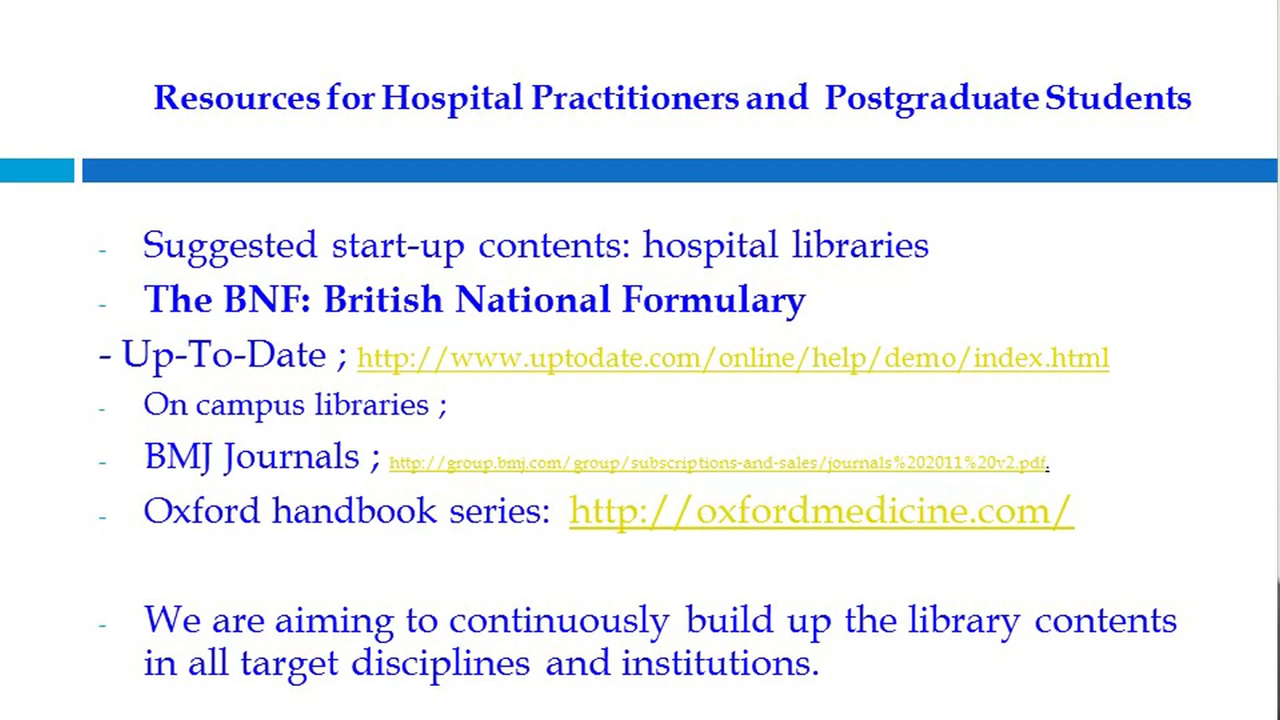 Resources for Hospital Practitioners and Postgraduate Students
- Suggested start-up contents: hospital libraries
- The BNF: British National Formulary
- Up-To-Date ; http://www.uptodate.com/online/help/demo/index.html
- On campus libraries ;
- BMJ Journals ; http://group.bmj.com/group/subscriptions-and-sales/journals%202011%20v2.pdf.
- Oxford handbook series: http://oxfordmedicine.com/
- We are aiming to continuously build up the library contents
in all target disciplines and institutions.